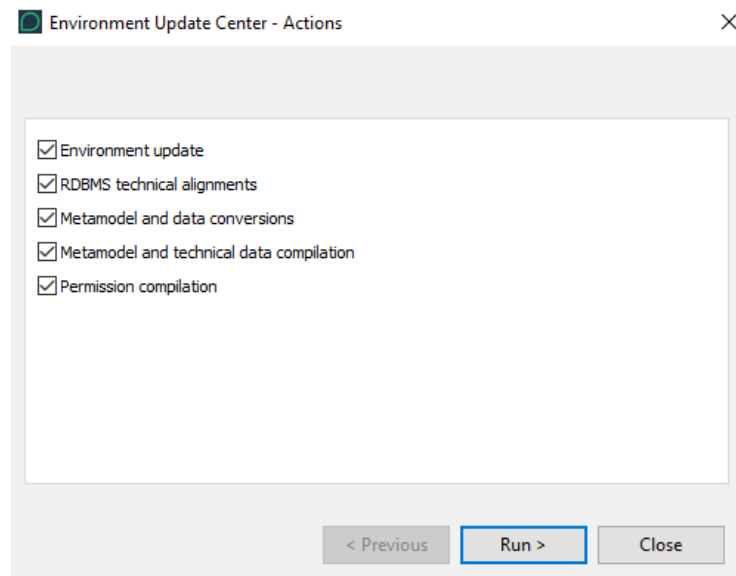 Environment Update Center - Actions
Environment update
RDBMS technical alignments
Metamodel and data conversions
Metamodel and technical data compilation
Permission compilation
< Previous
Run >
Close